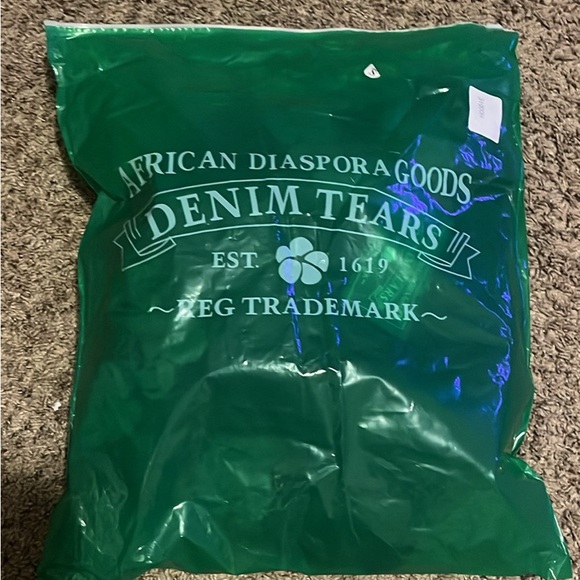 AFRICAN DIASPORA GOODS
DENIM TEARS
EST. 1619
~REG TRADEMARK~